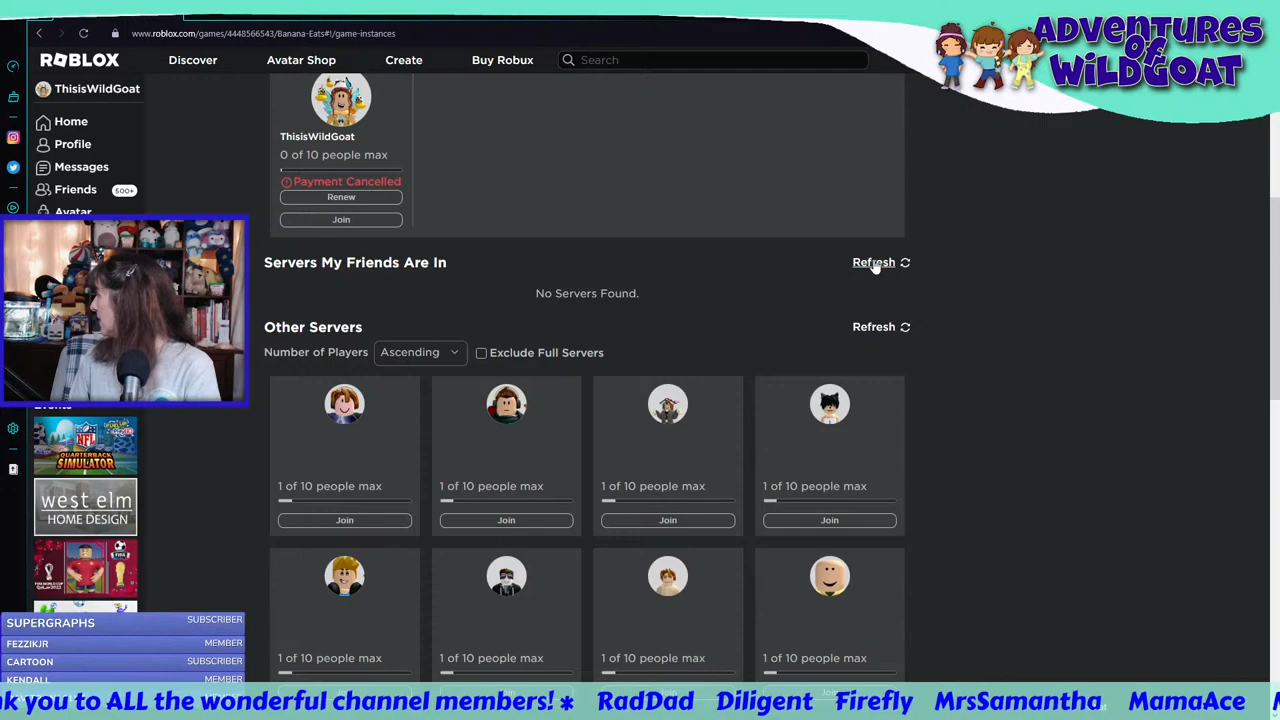 www.roblox.com/games/4448566543/Banana-Eats#!/game-instances
ADVENTURES
OF
WILDGOAT
ROBLOX
Discover
Avatar Shop
Create
Buy Robux
Search
ThisisWildGoat
Home
Profile
Messages
Friends
500+
Avatar
ThisisWildGoat
0 of 10 people max
Payment Cancelled
Renew
Join
Servers My Friends Are In
Refresh
No Servers Found.
Other Servers
Refresh
Number of Players
Ascending
Exclude Full Servers
1 of 10 people max
1 of 10 people max
1 of 10 people max
1 of 10 people max
Join
Join
Join
Join
1 of 10 people max
1 of 10 people max
1 of 10 people max
1 of 10 people max
Events
NFL
QUARTERBACK
SIMULATOR
west elm
HOME DESIGN
SUPERGRAPHS SUBSCRIBER
FEZZIKJR MEMBER
CARTOON SUBSCRIBER
KENDALL MEMBER
nk you to ALL the wonderful channel members! * RadDad Diligent Firefly MrsSamantha MamaAce